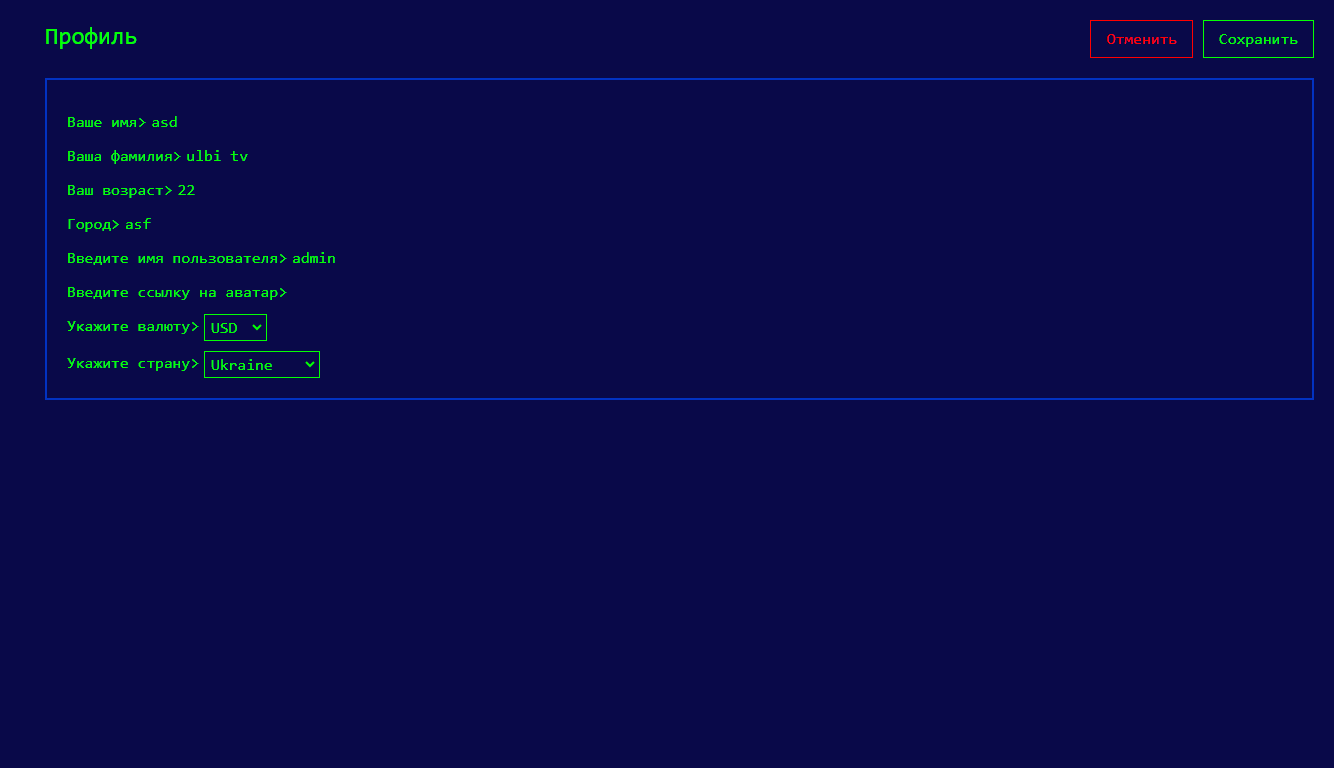 Профиль
Отменить
Сохранить
Ваше имя> asd
Ваша фамилия> ulbi tv
Ваш возраст> 22
Город> asf
Введите имя пользователя> admin
Введите ссылку на аватар>
Укажите валюту> USD
Укажите страну> Ukraine